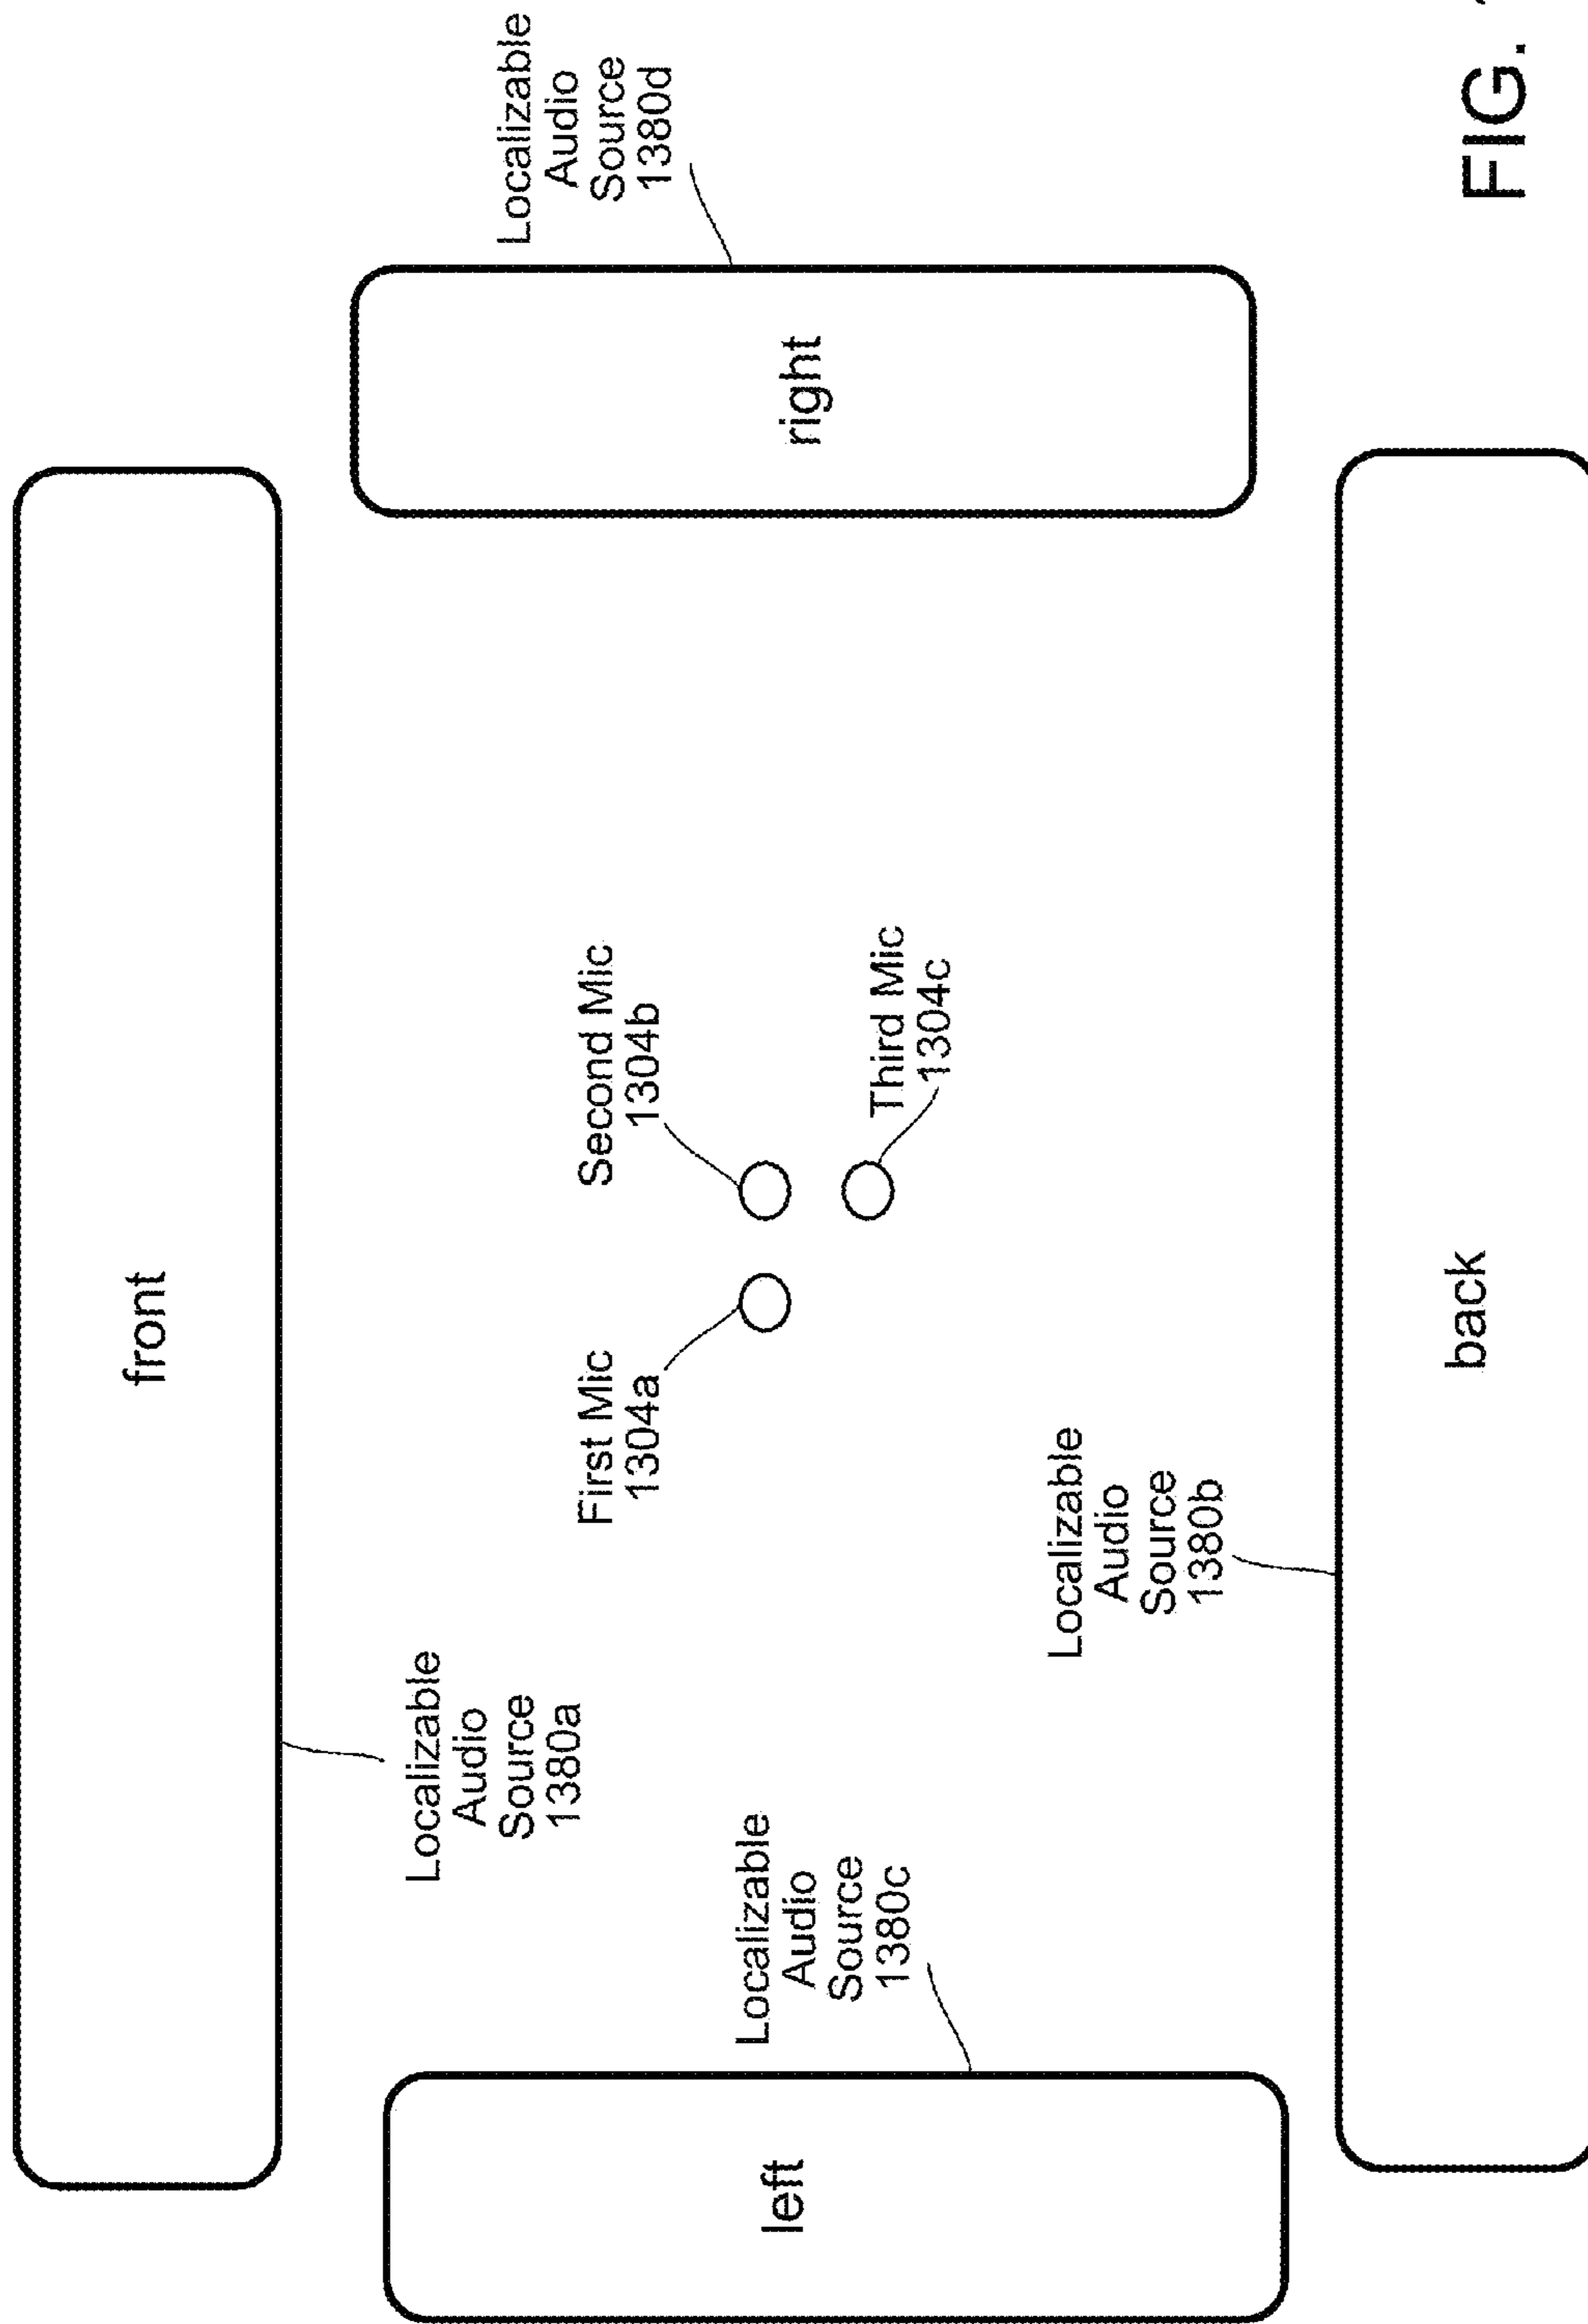 front
Localizable
Audio
Source
1380a
First Mic
1304a
Second Mic
1304b
Third Mic
1304c
Localizable
Audio
Source
1380d
right
left
Localizable
Audio
Source
1380c
Localizable
Audio
Source
1380b
back
FIG.